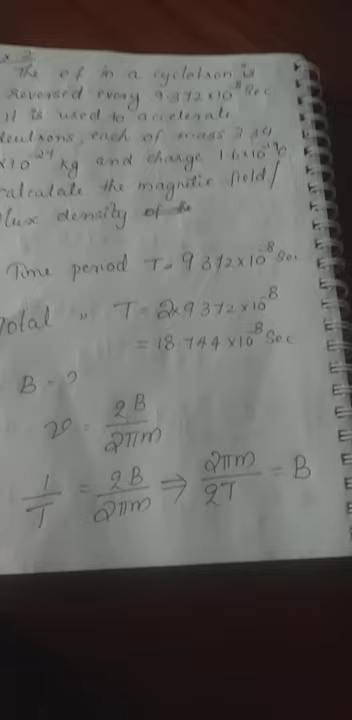 The of in a cyclotron is
reversed every 9.372×10⁻⁸ Sec
it is used to accelerate
deutrons, each of mass 3.34
×10⁻²⁷ kg and charge 1.6×10⁻¹⁹C
calculate the magnetic field/
flux density of
Time period T = 9.372×10⁻⁸ Sec
Total " T = 2×9.372×10⁻⁸
= 18.744×10⁻⁸ Sec
B = ?
ν = qB/2πm
1/T = qB/2πm ⇒ 2πm/qT = B